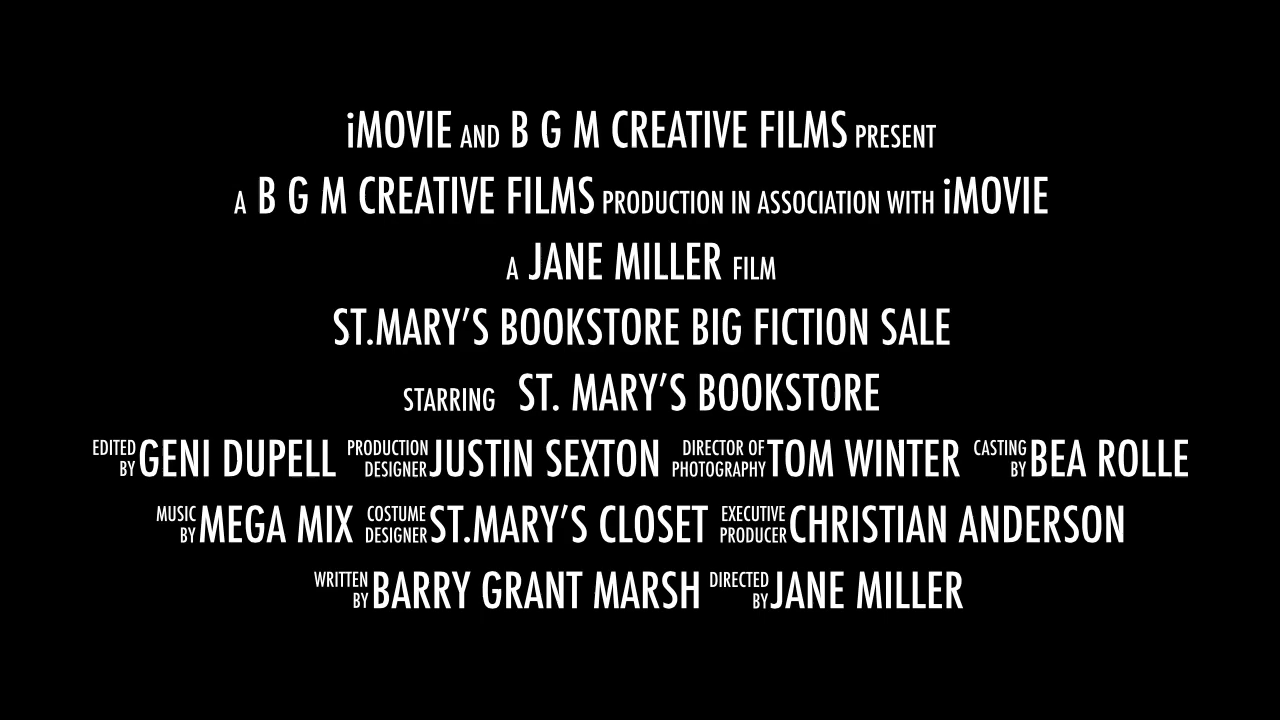 iMOVIE AND B G M CREATIVE FILMS PRESENT
A B G M CREATIVE FILMS PRODUCTION IN ASSOCIATION WITH iMOVIE
A JANE MILLER FILM
ST.MARY’S BOOKSTORE BIG FICTION SALE
STARRING ST. MARY’S BOOKSTORE
EDITED BY GENI DUPELL PRODUCTION DESIGNER JUSTIN SEXTON DIRECTOR OF PHOTOGRAPHY TOM WINTER CASTING BY BEA ROLLE
MUSIC BY MEGA MIX COSTUME DESIGNER ST.MARY’S CLOSET EXECUTIVE PRODUCER CHRISTIAN ANDERSON
WRITTEN BY BARRY GRANT MARSH DIRECTED BY JANE MILLER